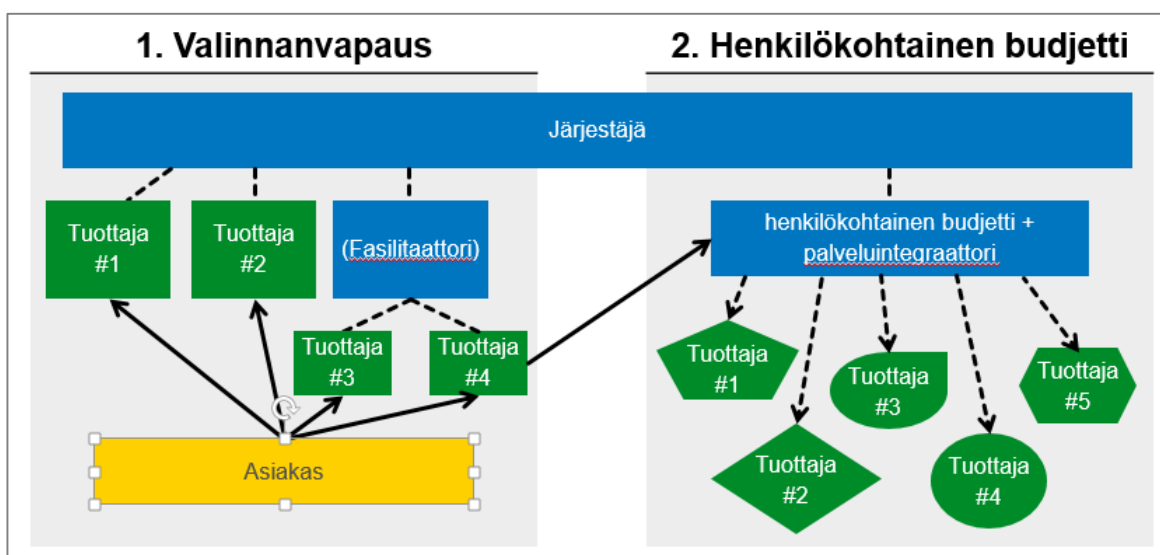 1. Valinnanvapaus
2. Henkilökohtainen budjetti
Järjestäjä
Tuottaja
#1
Tuottaja
#2
(Fasilitaattori)
henkilökohtainen budjetti +
palveluintegraattori
Tuottaja
#3
Tuottaja
#4
Asiakas
Tuottaja
#1
Tuottaja
#2
Tuottaja
#3
Tuottaja
#4
Tuottaja
#5